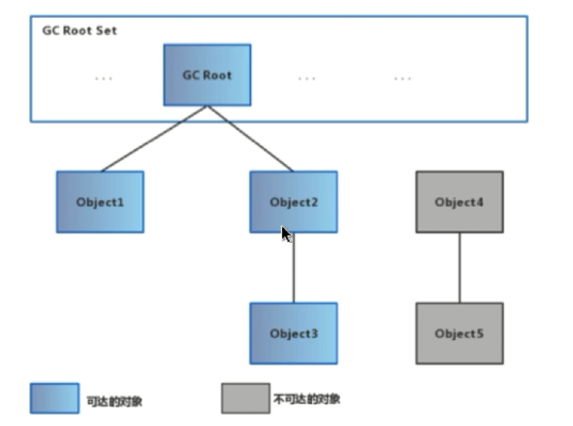 GC Root Set
... GC Root ... ...
Object1 Object2 Object4
Object3 Object5
可达的对象 不可达的对象